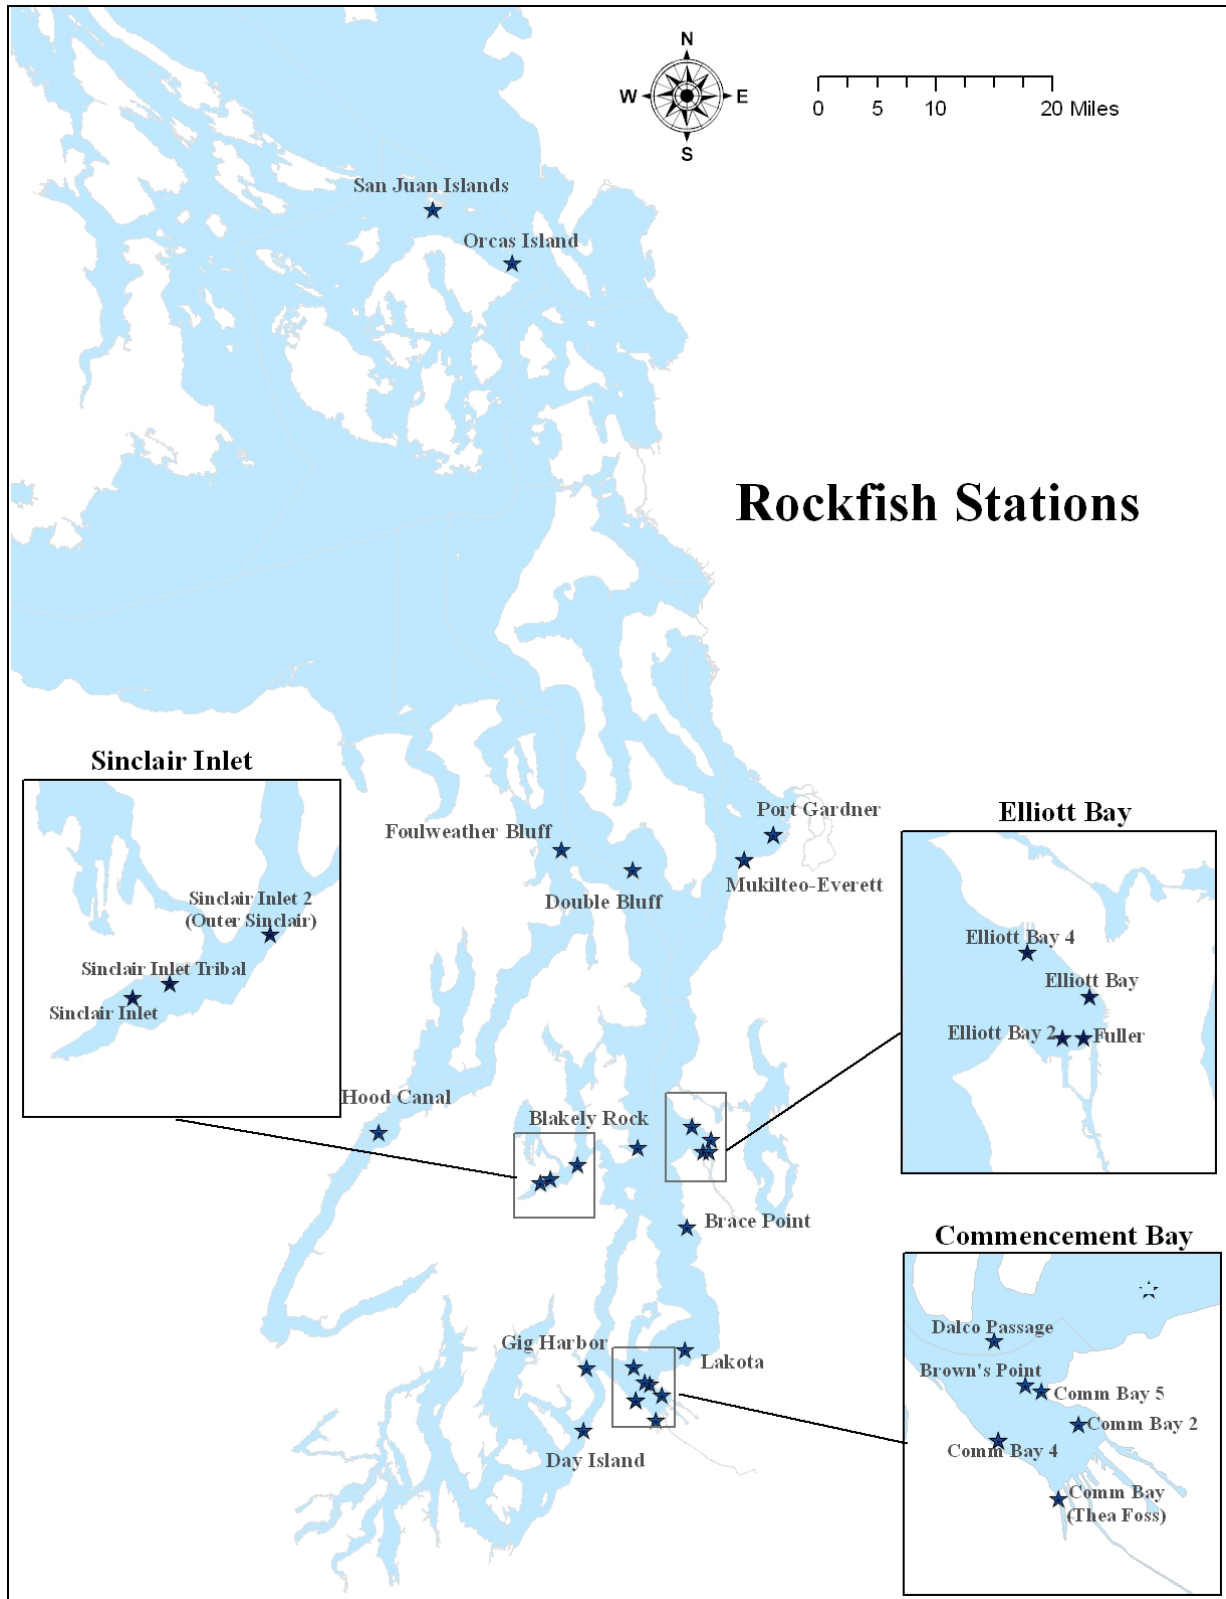 N
W
E
S
0 5 10 20 Miles
San Juan Islands
Orcas Island
Rockfish Stations
Sinclair Inlet
Sinclair Inlet 2
(Outer Sinclair)
Sinclair Inlet Tribal
Sinclair Inlet
Foulweather Bluff
Double Bluff
Port Gardner
Mukilteo-Everett
Elliott Bay
Elliott Bay 4
Elliott Bay
Elliott Bay 2
Fuller
Hood Canal
Blakely Rock
Brace Point
Commencement Bay
Dalco Passage
Brown's Point
Comm Bay 5
Comm Bay 2
Comm Bay 4
Comm Bay
(Thea Foss)
Gig Harbor
Lakota
Day Island